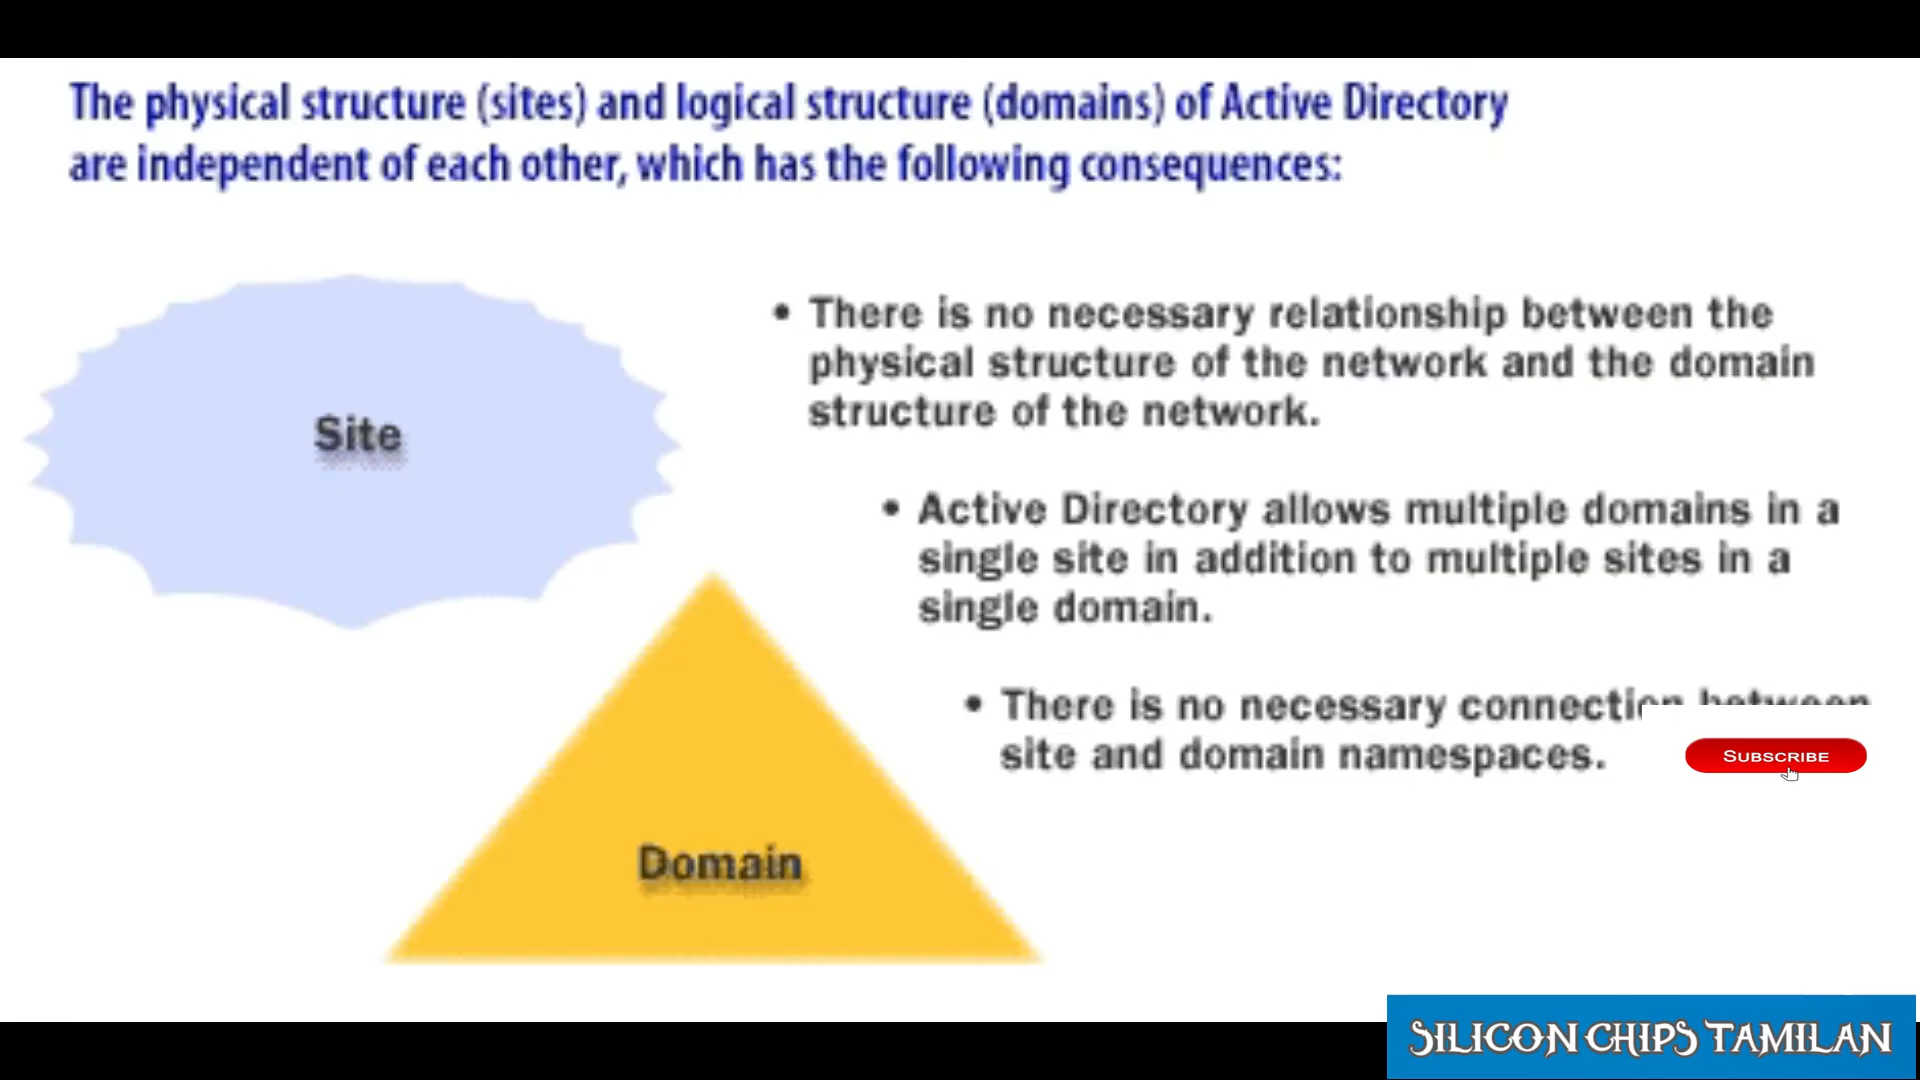 The physical structure (sites) and logical structure (domains) of Active Directory
are independent of each other, which has the following consequences:
Site
• There is no necessary relationship between the
physical structure of the network and the domain
structure of the network.
• Active Directory allows multiple domains in a
single site in addition to multiple sites in a
single domain.
• There is no necessary connection between
site and domain namespaces.
SUBSCRIBE
Domain
SILICON CHIPS TAMILAN